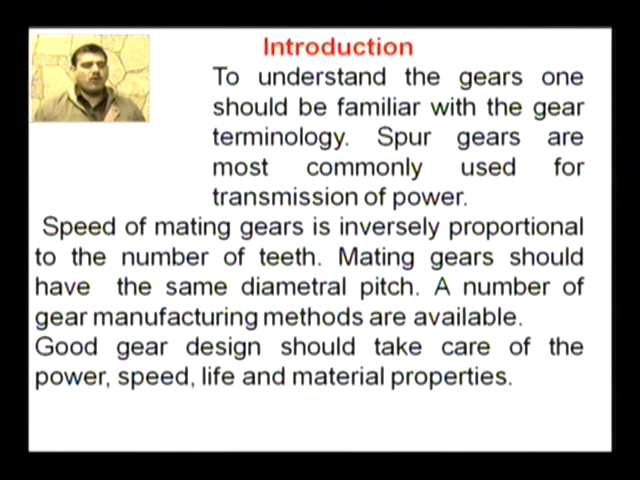 Introduction
To understand the gears one
should be familiar with the gear
terminology. Spur gears are
most commonly used for
transmission of power.
Speed of mating gears is inversely proportional
to the number of teeth. Mating gears should
have the same diametral pitch. A number of
gear manufacturing methods are available.
Good gear design should take care of the
power, speed, life and material properties.